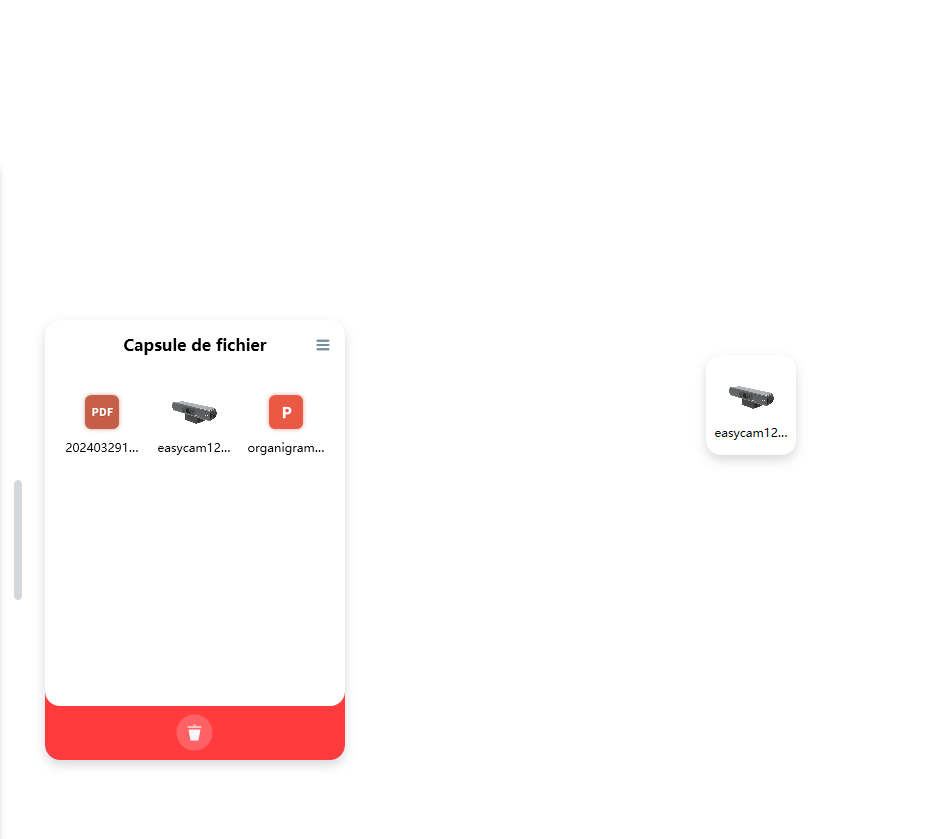 Capsule de fichier
PDF
P
202403291...
easycam12...
organigram...
easycam12...